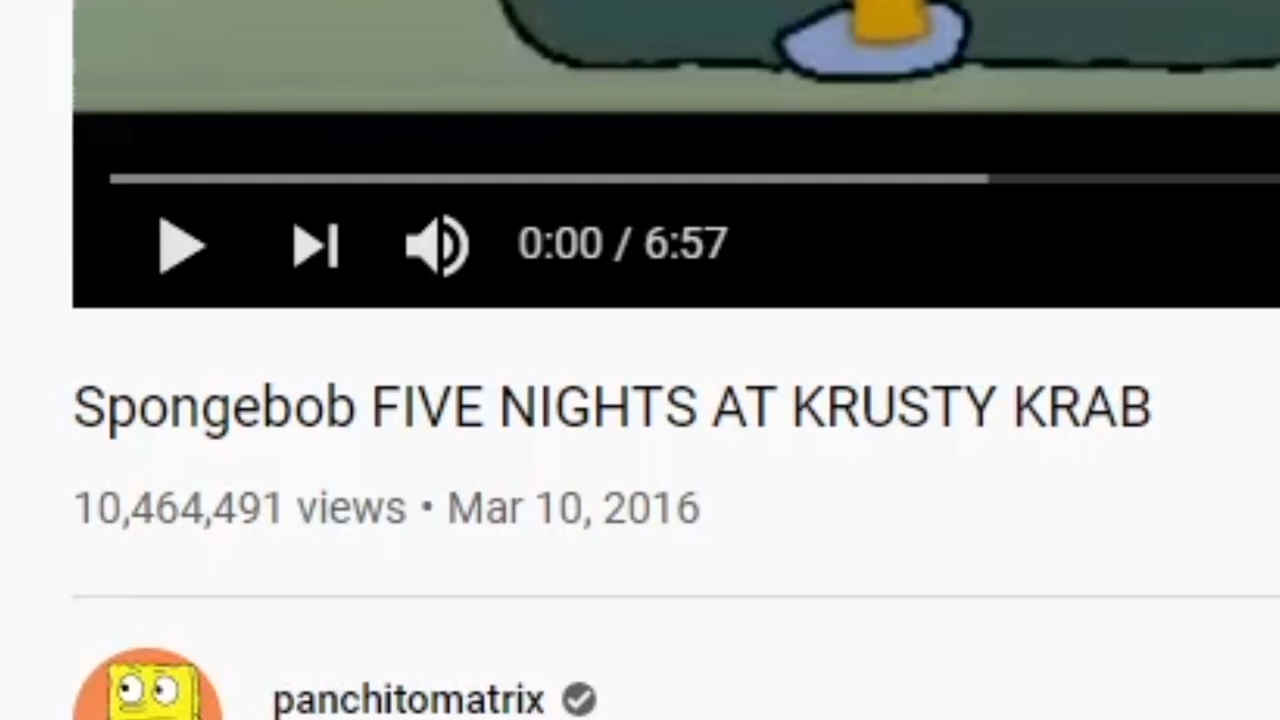 0:00 / 6:57
Spongebob FIVE NIGHTS AT KRUSTY KRAB
10,464,491 views • Mar 10, 2016
panchitomatrix